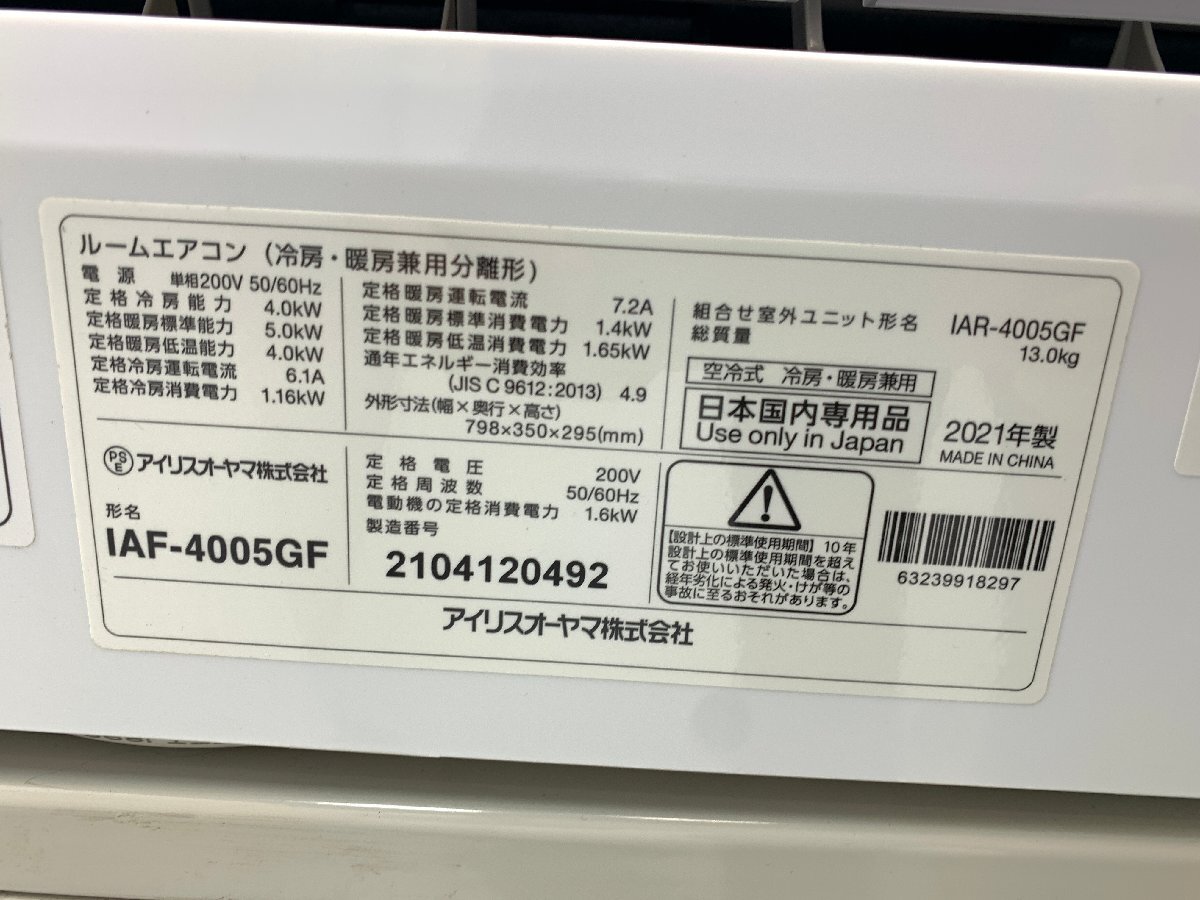 ルームエアコン (冷房・暖房兼用分離形)
電源 単相200V 50/60Hz
定格冷房能力 4.0kW
定格暖房標準能力 5.0kW
定格暖房低温能力 4.0kW
定格冷房運転電流 6.1A
定格冷房消費電力 1.16kW
定格暖房運転電流 7.2A
定格暖房標準消費電力 1.4kW
定格暖房低温消費電力 1.65kW
通年エネルギー消費効率
(JIS C 9612:2013) 4.9
外形寸法(幅×奥行×高さ)
798×350×295(mm)
組合せ室外ユニット形名 IAR-4005GF
総質量 13.0kg
空冷式 冷房・暖房兼用
日本国内専用品
Use only in Japan
2021年製
MADE IN CHINA
PSE アイリスオーヤマ株式会社
形名
IAF-4005GF
定格電圧 200V
定格周波数 50/60Hz
電動機の定格消費電力 1.6kW
製造番号
2104120492
【設計上の標準使用期間】10年
設計上の標準使用期間を超え
てお使いいただいた場合は、
経年劣化による発火・けが等の
事故に至るおそれがあります。
63239918297
アイリスオーヤマ株式会社